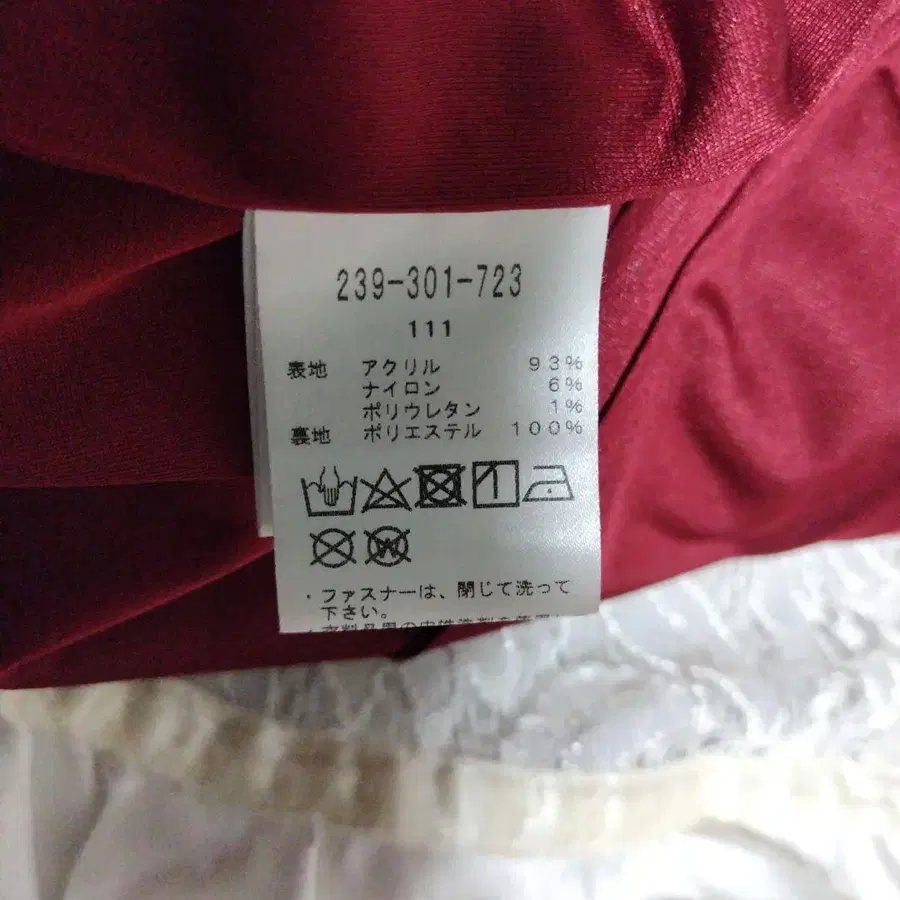 239-301-723
111
表地 アクリル 93%
ナイロン 6%
ポリウレタン 1%
裏地 ポリエステル 100%
・ファスナーは、閉じて洗って
下さい。